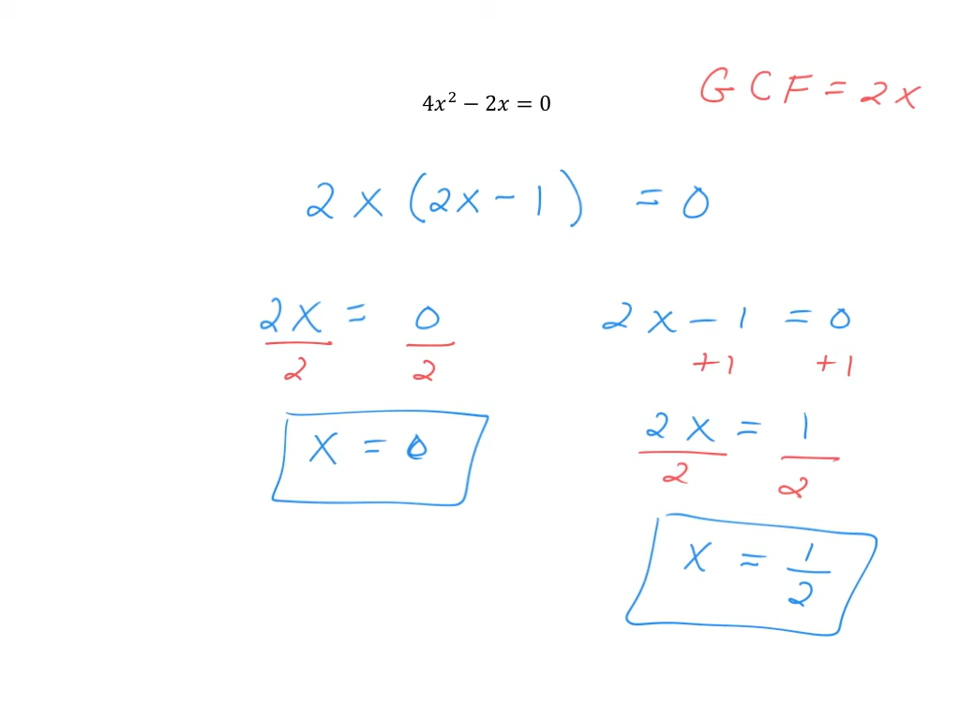 GCF = 2x
4x² − 2x = 0
2x (2x − 1) = 0
2x = 0
2 2
x = 0
2x − 1 = 0
+1 +1
2x = 1
2 2
x = 1/2